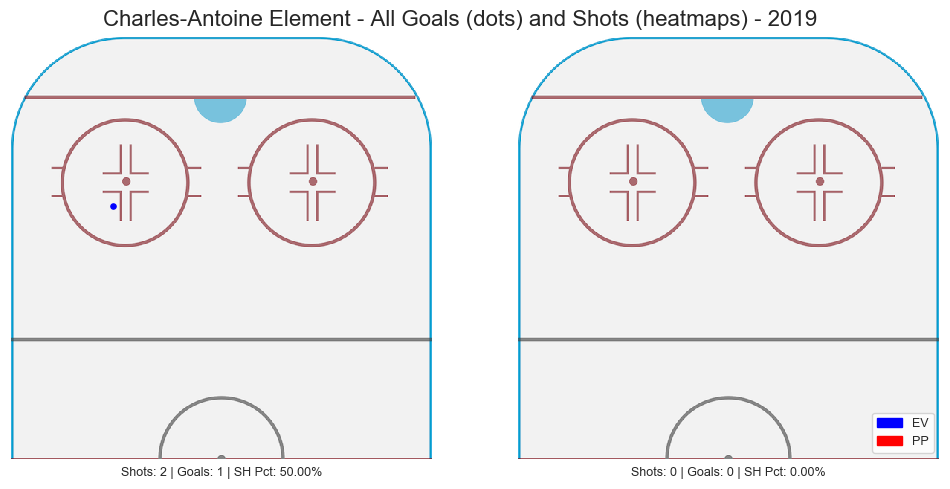 Charles-Antoine Element - All Goals (dots) and Shots (heatmaps) - 2019
EV
PP
Shots: 2 | Goals: 1 | SH Pct: 50.00%
Shots: 0 | Goals: 0 | SH Pct: 0.00%